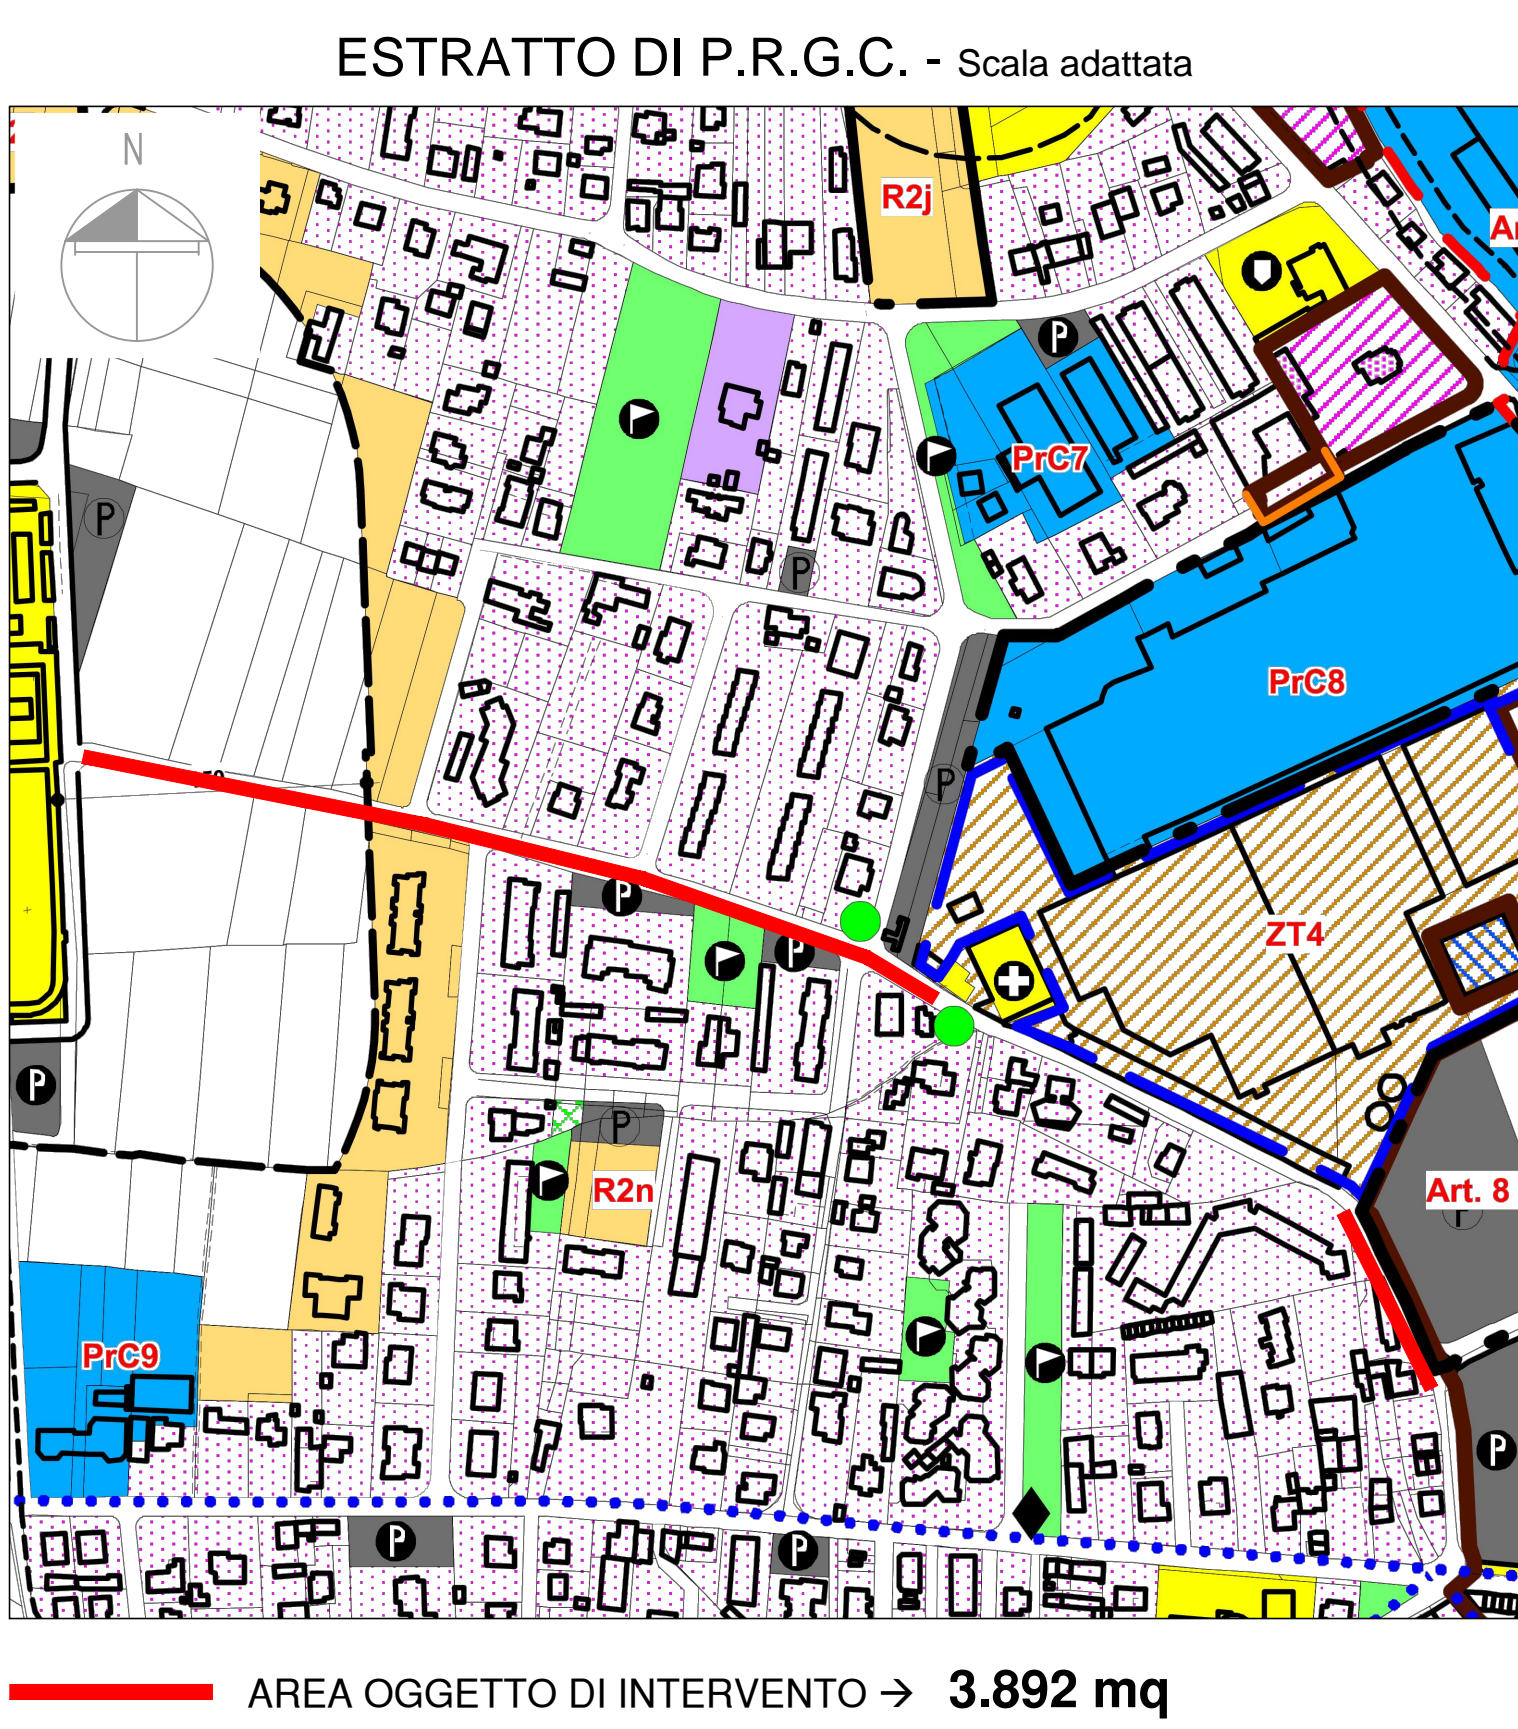 ESTRATTO DI P.R.G.C. - Scala adattata
N
R2j
P
PrC7
P
P
PrC8
P
P
P
ZT4
P
P
R2n
Art. 8
PrC9
P
P
P
AREA OGGETTO DI INTERVENTO → 3.892 mq